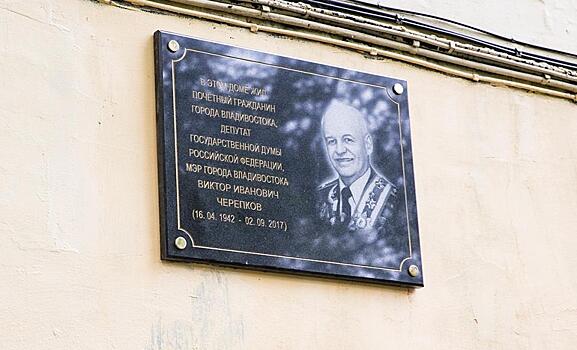 В ЭТОМ ДОМЕ ЖИЛ
ПОЧЕТНЫЙ ГРАЖДАНИН
ГОРОДА ВЛАДИВОСТОКА,
ДЕПУТАТ
ГОСУДАРСТВЕННОЙ ДУМЫ
РОССИЙСКОЙ ФЕДЕРАЦИИ,
МЭР ГОРОДА ВЛАДИВОСТОКА
ВИКТОР ИВАНОВИЧ
ЧЕРЕПКОВ
(16. 04. 1942 - 02. 09. 2017)